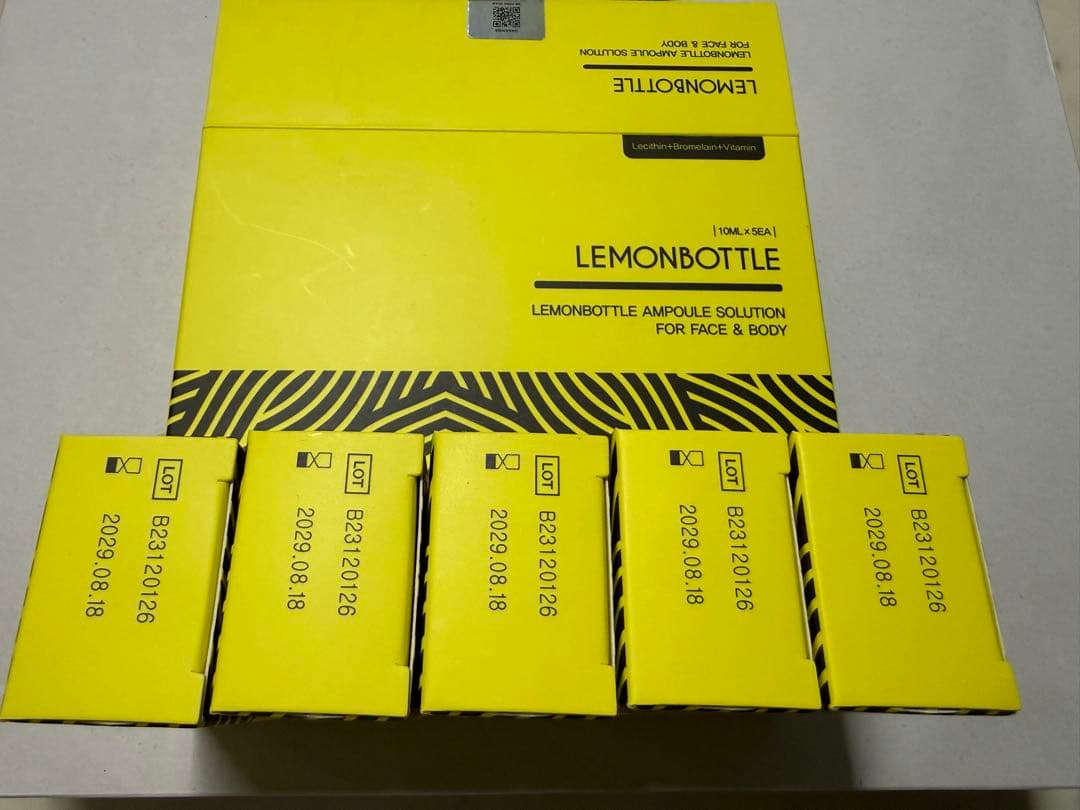 LEMONBOTTLE AMPOULE SOLUTION
FOR FACE & BODY
LEMONBOTTLE
Lecithin+Bromelain+Vitamin
| 10ML x 5EA |
LEMONBOTTLE
LEMONBOTTLE AMPOULE SOLUTION
FOR FACE & BODY
LOT B23120126
2029.08.18
LOT B23120126
2029.08.18
LOT B23120126
2029.08.18
LOT B23120126
2029.08.18
LOT B23120126
2029.08.18